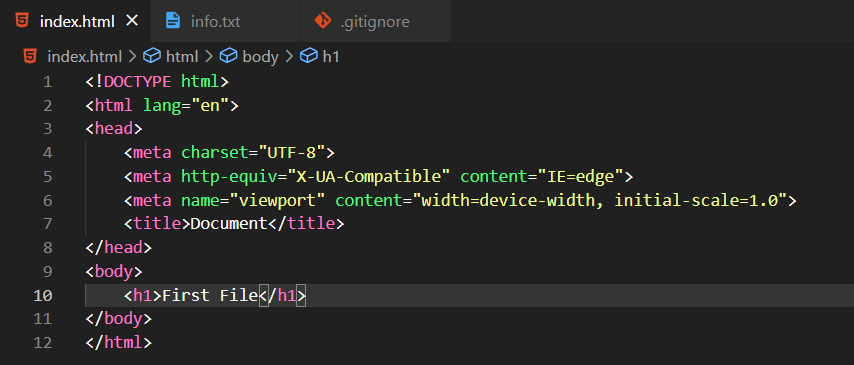 index.html × info.txt .gitignore
index.html > html > body > h1
1 <!DOCTYPE html>
2 <html lang="en">
3 <head>
4     <meta charset="UTF-8">
5     <meta http-equiv="X-UA-Compatible" content="IE=edge">
6     <meta name="viewport" content="width=device-width, initial-scale=1.0">
7     <title>Document</title>
8 </head>
9 <body>
10     <h1>First File</h1>
11 </body>
12 </html>